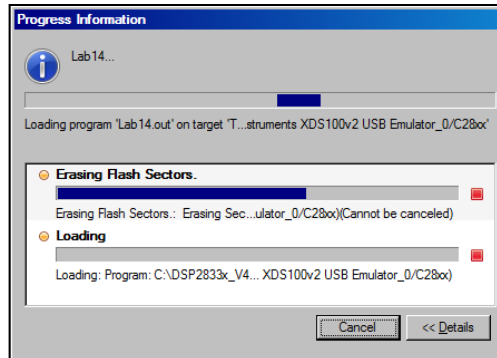 Progress Information
Lab14...
Loading program 'Lab14.out' on target 'T...struments XDS100v2 USB Emulator_0/C28xx'
Erasing Flash Sectors.
Erasing Flash Sectors.: Erasing Sec...ulator_0/C28xx)(Cannot be canceled)
Loading
Loading: Program: C:\DSP2833x_V4... XDS100v2 USB Emulator_0/C28xx)
Cancel
<< Details